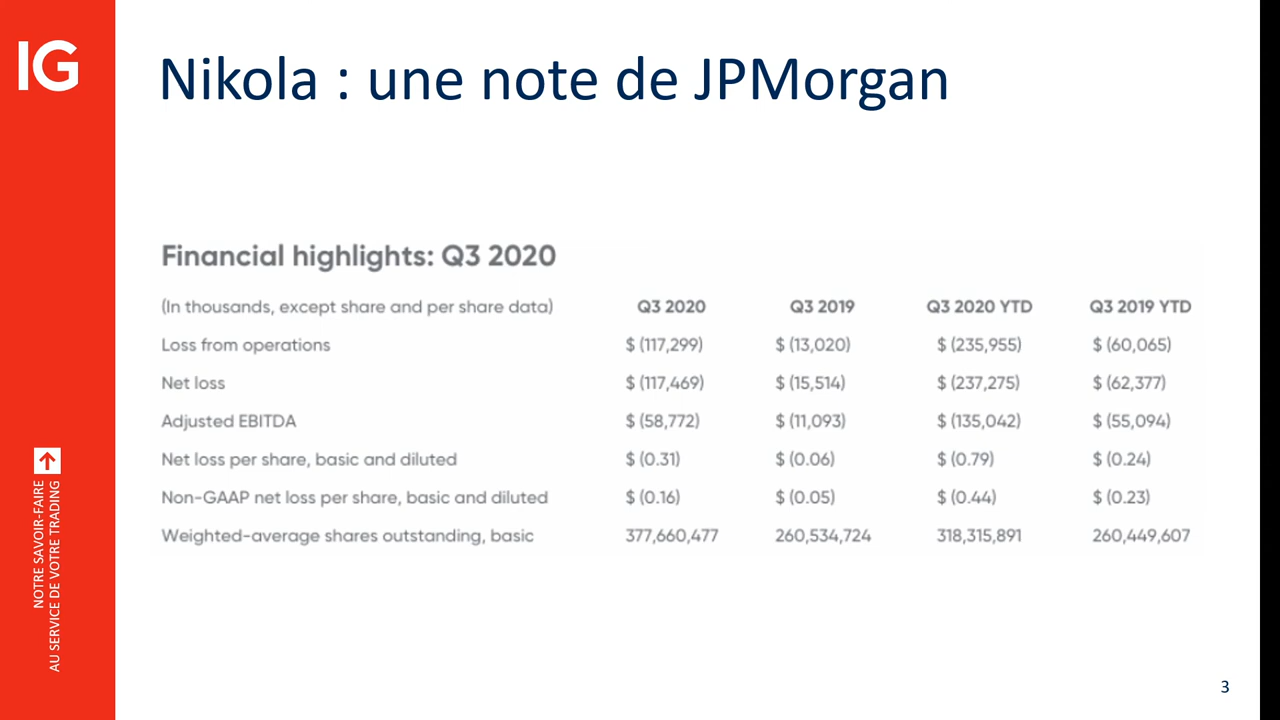 IG
Nikola : une note de JPMorgan
Financial highlights: Q3 2020
(In thousands, except share and per share data) Q3 2020 Q3 2019 Q3 2020 YTD Q3 2019 YTD
Loss from operations $ (117,299) $ (13,020) $ (235,955) $ (60,065)
Net loss $ (117,469) $ (15,514) $ (237,275) $ (62,377)
Adjusted EBITDA $ (58,772) $ (11,093) $ (135,042) $ (55,094)
Net loss per share, basic and diluted $ (0.31) $ (0.06) $ (0.79) $ (0.24)
Non-GAAP net loss per share, basic and diluted $ (0.16) $ (0.05) $ (0.44) $ (0.23)
Weighted-average shares outstanding, basic 377,660,477 260,534,724 318,315,891 260,449,607
NOTRE SAVOIR-FAIRE
AU SERVICE DE VOTRE TRADING
3